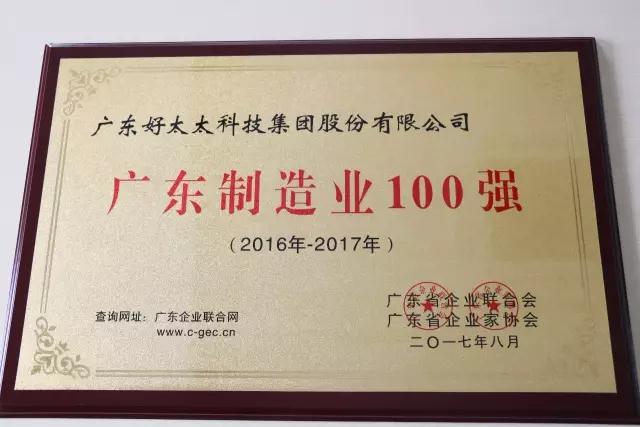 广东好太太科技集团股份有限公司
广东制造业100强
(2016年-2017年)
广东省企业联合会
广东省企业家协会
二〇一七年八月
查询网址：广东企业联合网
www.c-gec.cn